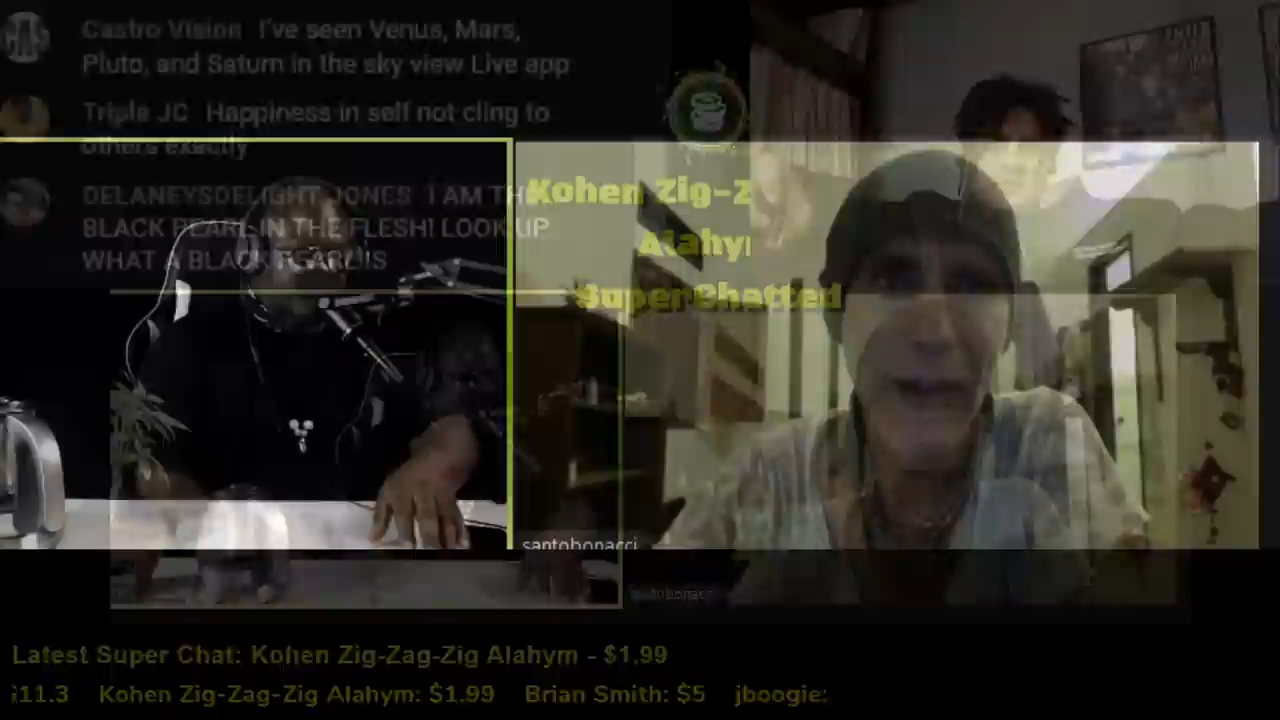 Castro Vision I've seen Venus, Mars,
Pluto, and Saturn in the sky view Live app
Triple JC Happiness in self not cling to
others exactly
DELANEYSDELIGHT JONES I AM THE
BLACK PEARL IN THE FLESH! LOOK UP
WHAT A BLACK PEARL IS
Kohen Zig-Z
Alahy
SuperChatted
santobonacci
santobonacci
Latest Super Chat: Kohen Zig-Zag-Zig Alahym - $1.99
11.3 Kohen Zig-Zag-Zig Alahym: $1.99 Brian Smith: $5 jboogie: